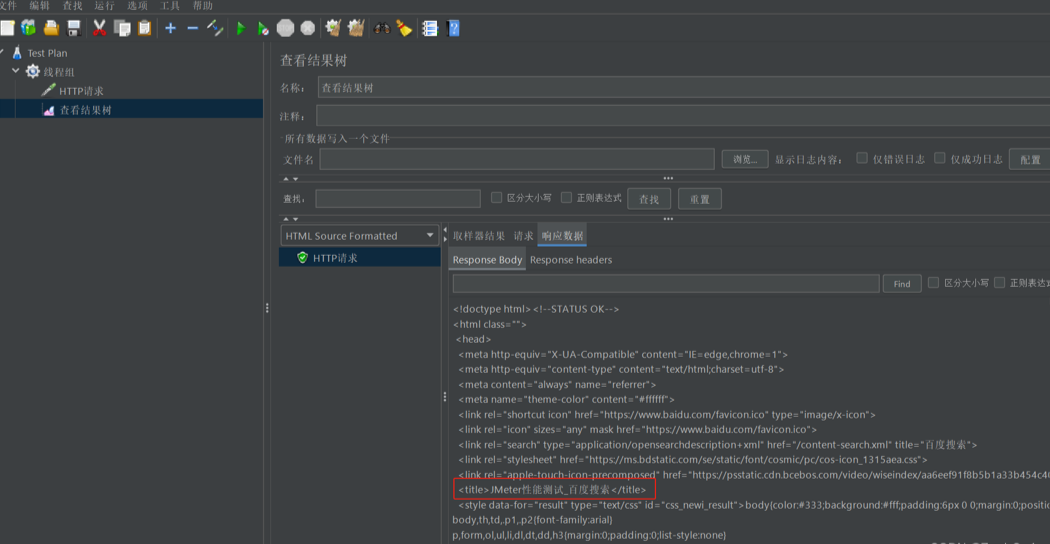 文件 编辑 查找 运行 选项 工具 帮助
Test Plan
线程组
HTTP请求
查看结果树
查看结果树
名称：
查看结果树
注释：
所有数据写入一个文件
文件名
浏览...
显示日志内容：
仅错误日志
仅成功日志
配置
查找：
区分大小写
正则表达式
查找
重置
HTML Source Formatted
取样器结果 请求 响应数据
HTTP请求
Response Body Response headers
Find
区分大小写
正则表达式
<!doctype html><!--STATUS OK-->
<html class="">
<head>
<meta http-equiv="X-UA-Compatible" content="IE=edge,chrome=1">
<meta http-equiv="content-type" content="text/html;charset=utf-8">
<meta content="always" name="referrer">
<meta name="theme-color" content="#ffffff">
<link rel="shortcut icon" href="https://www.baidu.com/favicon.ico" type="image/x-icon">
<link rel="icon" sizes="any" mask href="https://www.baidu.com/favicon.ico">
<link rel="search" type="application/opensearchdescription+xml" href="/content-search.xml" title="百度搜索">
<link rel="stylesheet" href="https://ms.bdstatic.com/se/static/font/cosmic/pc/cos-icon_1315aea.css">
<link rel="apple-touch-icon-precomposed" href="https://psstatic.cdn.bcebos.com/video/wiseindex/aa6eef91f8b5b1a33b454c40
<title>JMeter性能测试_百度搜索</title>
<style data-for="result" type="text/css" id="css_newi_result">body{color:#333;background:#fff;padding:6px 0 0;margin:0;positio
body,th,td,.p1,.p2{font-family:arial}
p,form,ol,ul,li,dl,dt,dd,h3{margin:0;padding:0;list-style:none}